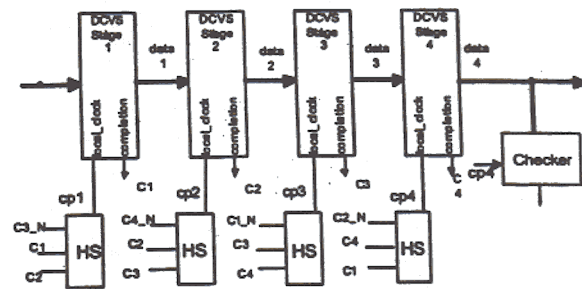 DCVS Stage 1
DCVS Stage 2
DCVS Stage 3
DCVS Stage 4
data 1
data 2
data 3
data 4
local_clock
completion
local_clock
completion
local_clock
completion
local_clock
completion
Checker
cp4
C1
C2
C3
C4
cp1
cp2
cp3
cp4
C3_N
C1
C2
HS
C4_N
C2
C3
HS
C1_N
C3
C4
HS
C2_N
C4
C1
HS